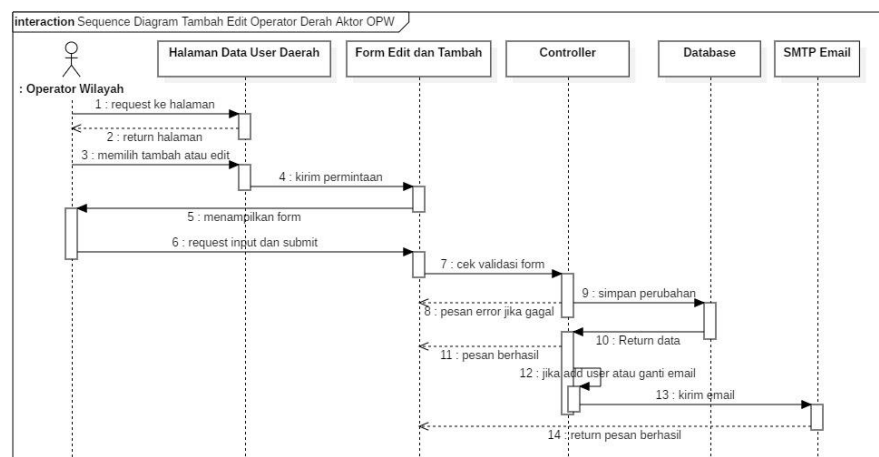 interaction Sequence Diagram Tambah Edit Operator Derah Aktor OPW
Halaman Data User Daerah
Form Edit dan Tambah
Controller
Database
SMTP Email
: Operator Wilayah
1 : request ke halaman
2 : return halaman
3 : memilih tambah atau edit
4 : kirim permintaan
5 : menampilkan form
6 : request input dan submit
7 : cek validasi form
8 : pesan error jika gagal
9 : simpan perubahan
10 : Return data
11 : pesan berhasil
12 : jika add user atau ganti email
13 : kirim email
14 : return pesan berhasil